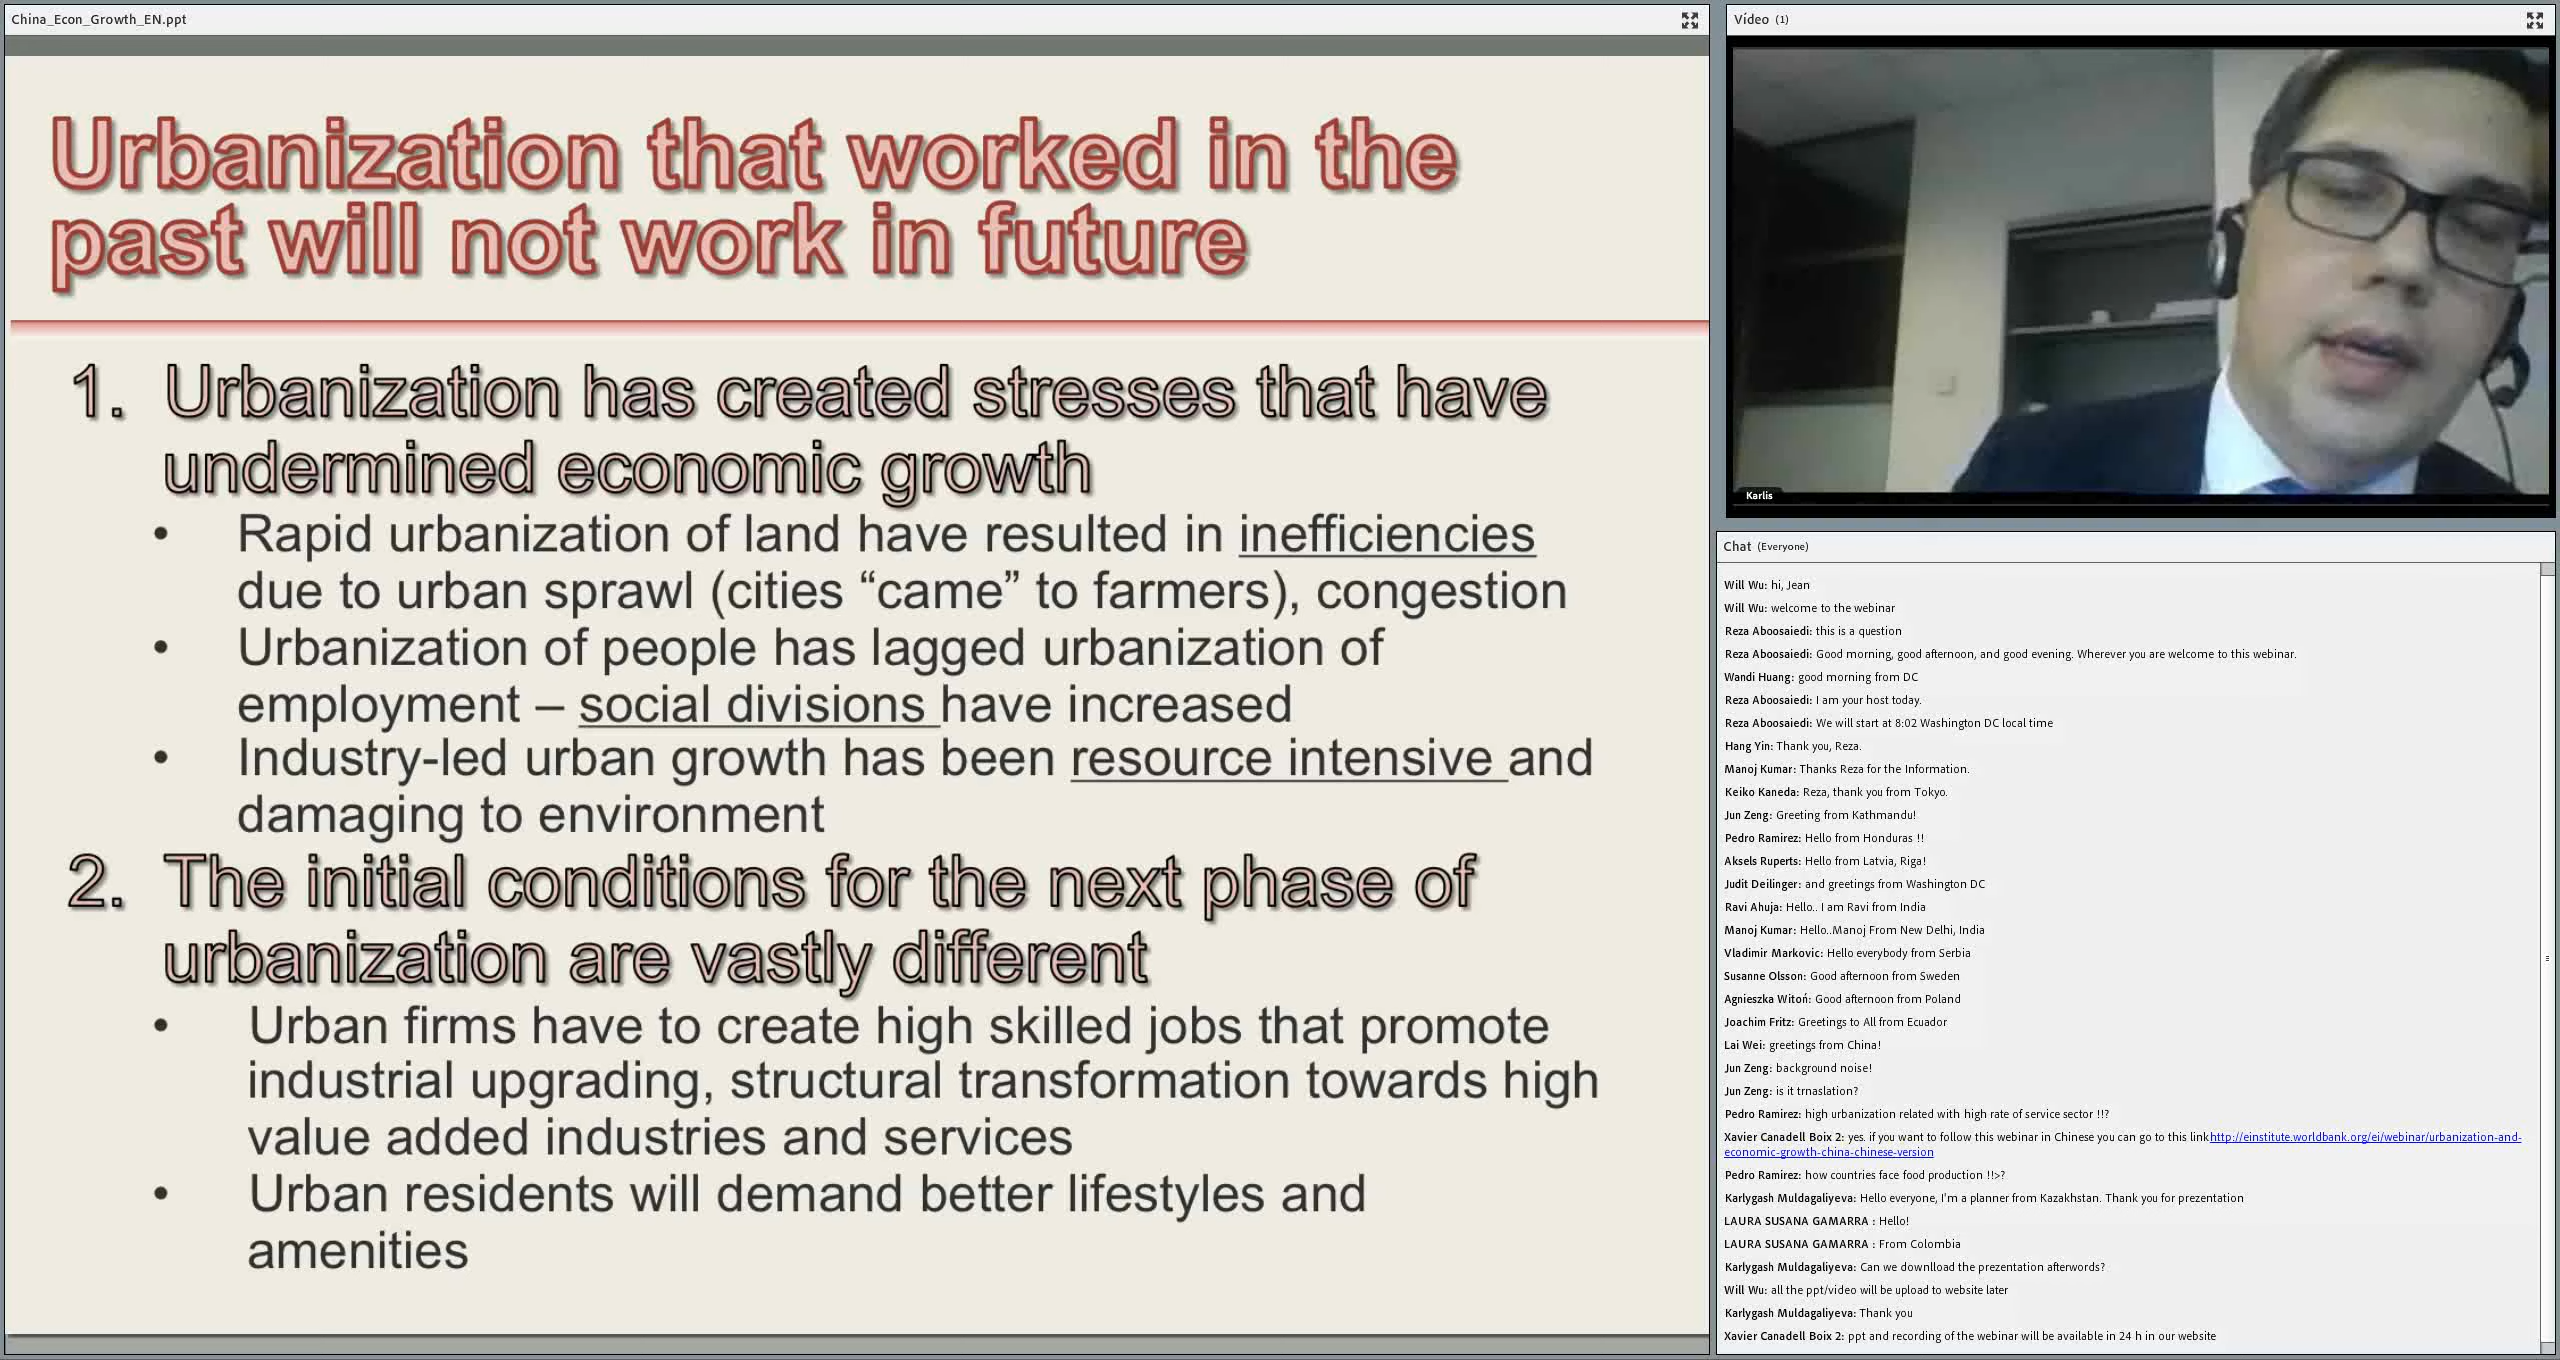 China_Econ_Growth_EN.ppt
Urbanization that worked in the
past will not work in future
1. Urbanization has created stresses that have
undermined economic growth
• Rapid urbanization of land have resulted in inefficiencies
due to urban sprawl (cities “came” to farmers), congestion
• Urbanization of people has lagged urbanization of
employment – social divisions have increased
• Industry-led urban growth has been resource intensive and
damaging to environment
2. The initial conditions for the next phase of
urbanization are vastly different
• Urban firms have to create high skilled jobs that promote
industrial upgrading, structural transformation towards high
value added industries and services
• Urban residents will demand better lifestyles and
amenities
Vídeo (1)
Karlis
Chat (Everyone)
Will Wu: hi, Jean
Will Wu: welcome to the webinar
Reza Aboosaiedi: this is a question
Reza Aboosaiedi: Good morning, good afternoon, and good evening. Wherever you are welcome to this webinar.
Wandi Huang: good morning from DC
Reza Aboosaiedi: I am your host today.
Reza Aboosaiedi: We will start at 8:02 Washington DC local time
Hang Yin: Thank you, Reza.
Manoj Kumar: Thanks Reza for the Information.
Keiko Kaneda: Reza, thank you from Tokyo.
Jun Zeng: Greeting from Kathmandu!
Pedro Ramirez: Hello from Honduras !!
Aksels Ruperts: Hello from Latvia, Riga!
Judit Deilinger: and greetings from Washington DC
Ravi Ahuja: Hello.. I am Ravi from India
Manoj Kumar: Hello..Manoj From New Delhi, India
Vladimir Markovic: Hello everybody from Serbia
Susanne Olsson: Good afternoon from Sweden
Agnieszka Witoń: Good afternoon from Poland
Joachim Fritz: Greetings to All from Ecuador
Lai Wei: greetings from China!
Jun Zeng: background noise!
Jun Zeng: is it trnaslation?
Pedro Ramirez: high urbanization related with high rate of service sector !!?
Xavier Canadell Boix 2: yes. if you want to follow this webinar in Chinese you can go to this linkhttp://einstitute.worldbank.org/ei/webinar/urbanization-and-
economic-growth-china-chinese-version
Pedro Ramirez: how countries face food production !!>?
Karlygash Muldagaliyeva: Hello everyone, I'm a planner from Kazakhstan. Thank you for prezentation
LAURA SUSANA GAMARRA : Hello!
LAURA SUSANA GAMARRA : From Colombia
Karlygash Muldagaliyeva: Can we downlload the prezentation afterwords?
Will Wu: all the ppt/video will be upload to website later
Karlygash Muldagaliyeva: Thank you
Xavier Canadell Boix 2: ppt and recording of the webinar will be available in 24 h in our website